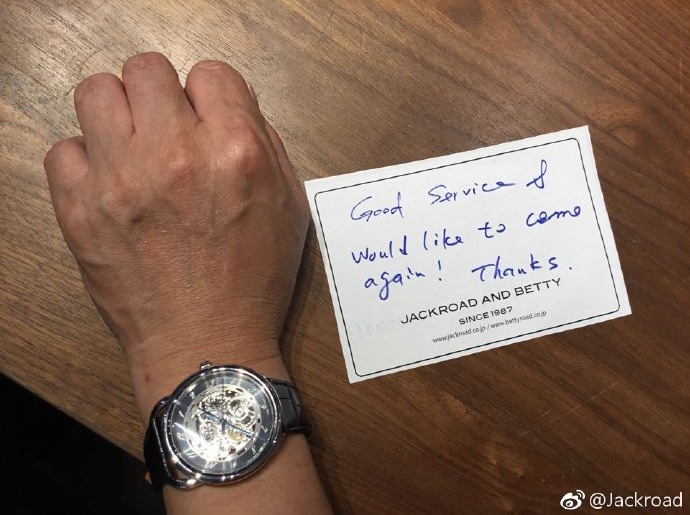 Good Service &
Would like to come
again! Thanks.
JACKROAD AND BETTY
SINCE 1987
www.jackroad.co.jp / www.bettyroad.co.jp
@Jackroad